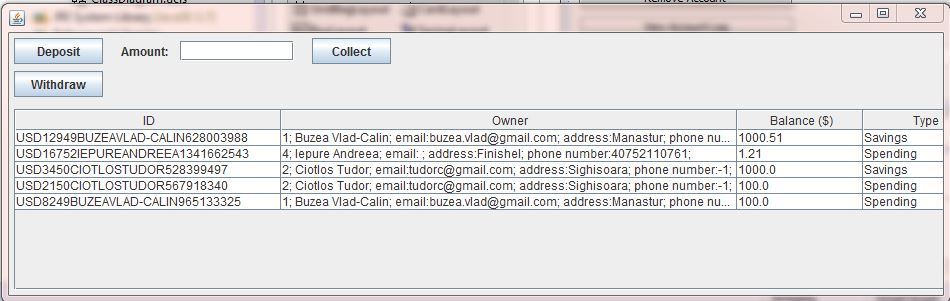 ClassDiagram.ucls
Remove Account
Deposit Amount: Collect
Withdraw
ID Owner Balance ($) Type
USD12949BUZEAVLAD-CALIN628003988 1; Buzea Vlad-Calin; email:buzea.vlad@gmail.com; address:Manastur; phone nu... 1000.51 Savings
USD16752IEPUREANDREEA1341662543 4; Iepure Andreea; email: ; address:Finishel; phone number:40752110761; 1.21 Spending
USD3450CIOTLOSTUDOR528399497 2; Ciotlos Tudor; email:tudorc@gmail.com; address:Sighisoara; phone number:-1; 1000.0 Savings
USD2150CIOTLOSTUDOR567918340 2; Ciotlos Tudor; email:tudorc@gmail.com; address:Sighisoara; phone number:-1; 100.0 Spending
USD8249BUZEAVLAD-CALIN965133325 1; Buzea Vlad-Calin; email:buzea.vlad@gmail.com; address:Manastur; phone nu... 100.0 Spending